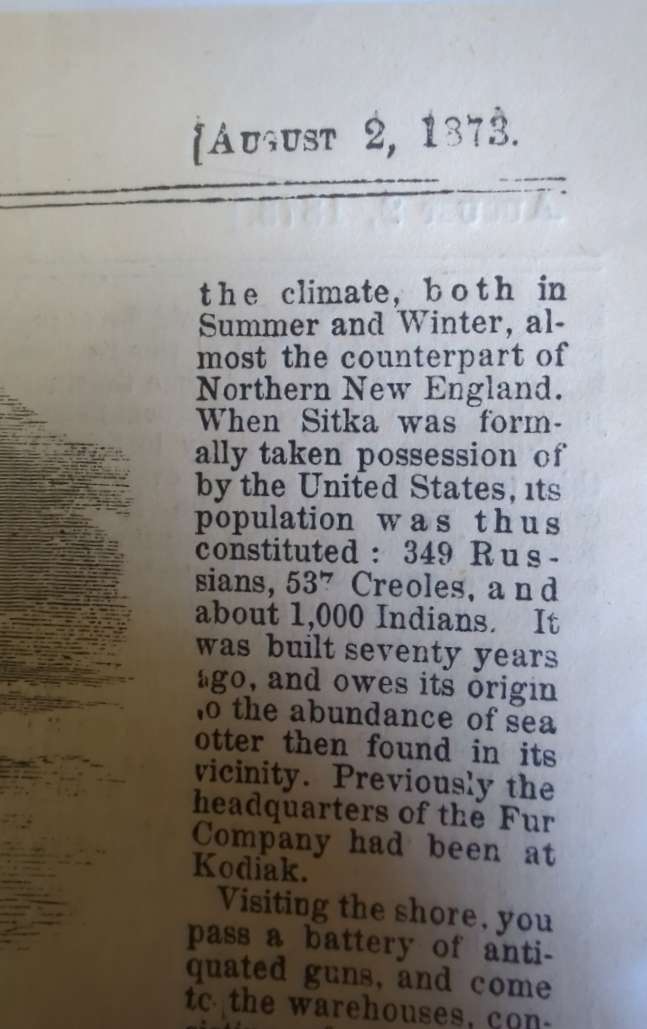 [AUGUST 2, 1873.
the climate, both in
Summer and Winter, al-
most the counterpart of
Northern New England.
When Sitka was form-
ally taken possession of
by the United States, its
population was thus
constituted : 349 Rus-
sians, 537 Creoles, and
about 1,000 Indians. It
was built seventy years
ago, and owes its origin
to the abundance of sea
otter then found in its
vicinity. Previously the
headquarters of the Fur
Company had been at
Kodiak.
Visiting the shore, you
pass a battery of anti-
quated guns, and come
to the warehouses, con-